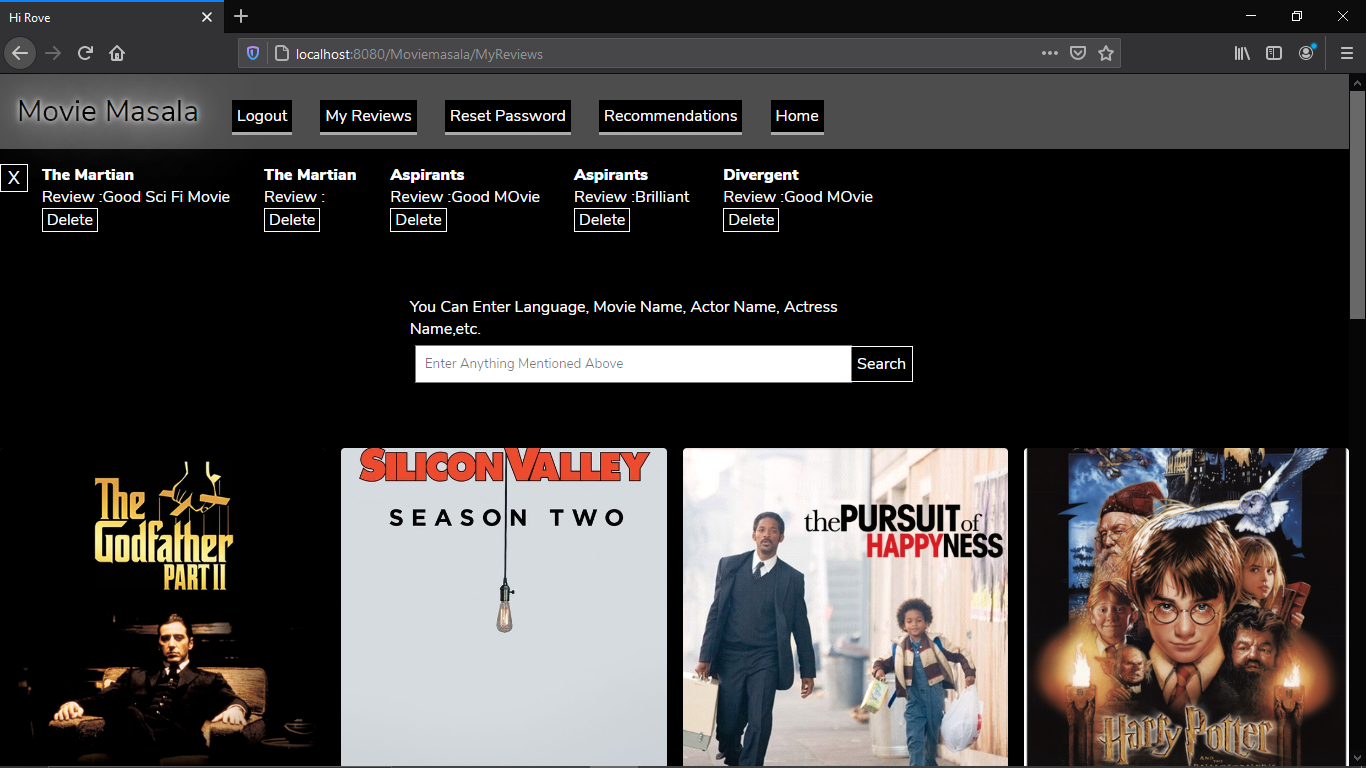 Hi Rove
localhost:8080/Moviemasala/MyReviews
Movie Masala
Logout
My Reviews
Reset Password
Recommendations
Home
X
The Martian
Review :Good Sci Fi Movie
Delete
The Martian
Review :
Delete
Aspirants
Review :Good MOvie
Delete
Aspirants
Review :Brilliant
Delete
Divergent
Review :Good MOvie
Delete
You Can Enter Language, Movie Name, Actor Name, Actress
Name,etc.
Enter Anything Mentioned Above
Search
The
Godfather
PART II
SILICON VALLEY
SEASON TWO
the PURSUIT of
HAPPYNESS
Harry Potter
AND THE